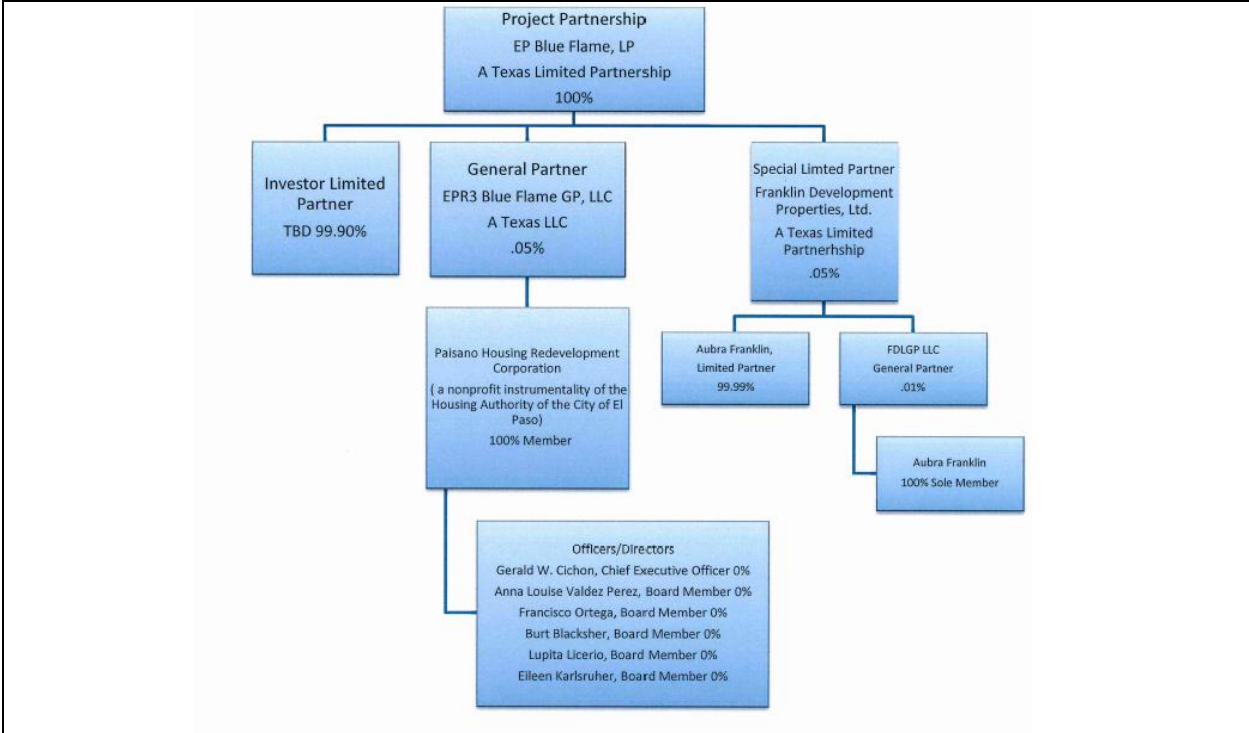 Project Partnership
EP Blue Flame, LP
A Texas Limited Partnership
100%
Investor Limited
Partner
TBD 99.90%
General Partner
EPR3 Blue Flame GP, LLC
A Texas LLC
.05%
Special Limted Partner
Franklin Development
Properties, Ltd.
A Texas Limited
Partnerhship
.05%
Paisano Housing Redevelopment
Corporation
( a nonprofit instrumentality of the
Housing Authority of the City of El
Paso)
100% Member
Aubra Franklin,
Limited Partner
99.99%
FDLGP LLC
General Partner
.01%
Aubra Franklin
100% Sole Member
Officers/Directors
Gerald W. Cichon, Chief Executive Officer 0%
Anna Louise Valdez Perez, Board Member 0%
Francisco Ortega, Board Member 0%
Burt Blacksher, Board Member 0%
Lupita Licerio, Board Member 0%
Eileen Karlsruher, Board Member 0%